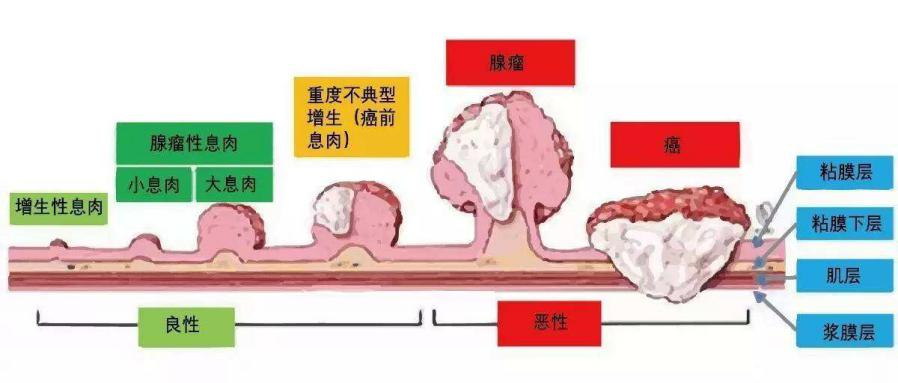 增生性息肉
腺瘤性息肉
小息肉
大息肉
重度不典型
增生（癌前
息肉）
腺瘤
癌
粘膜层
粘膜下层
肌层
浆膜层
良性
恶性